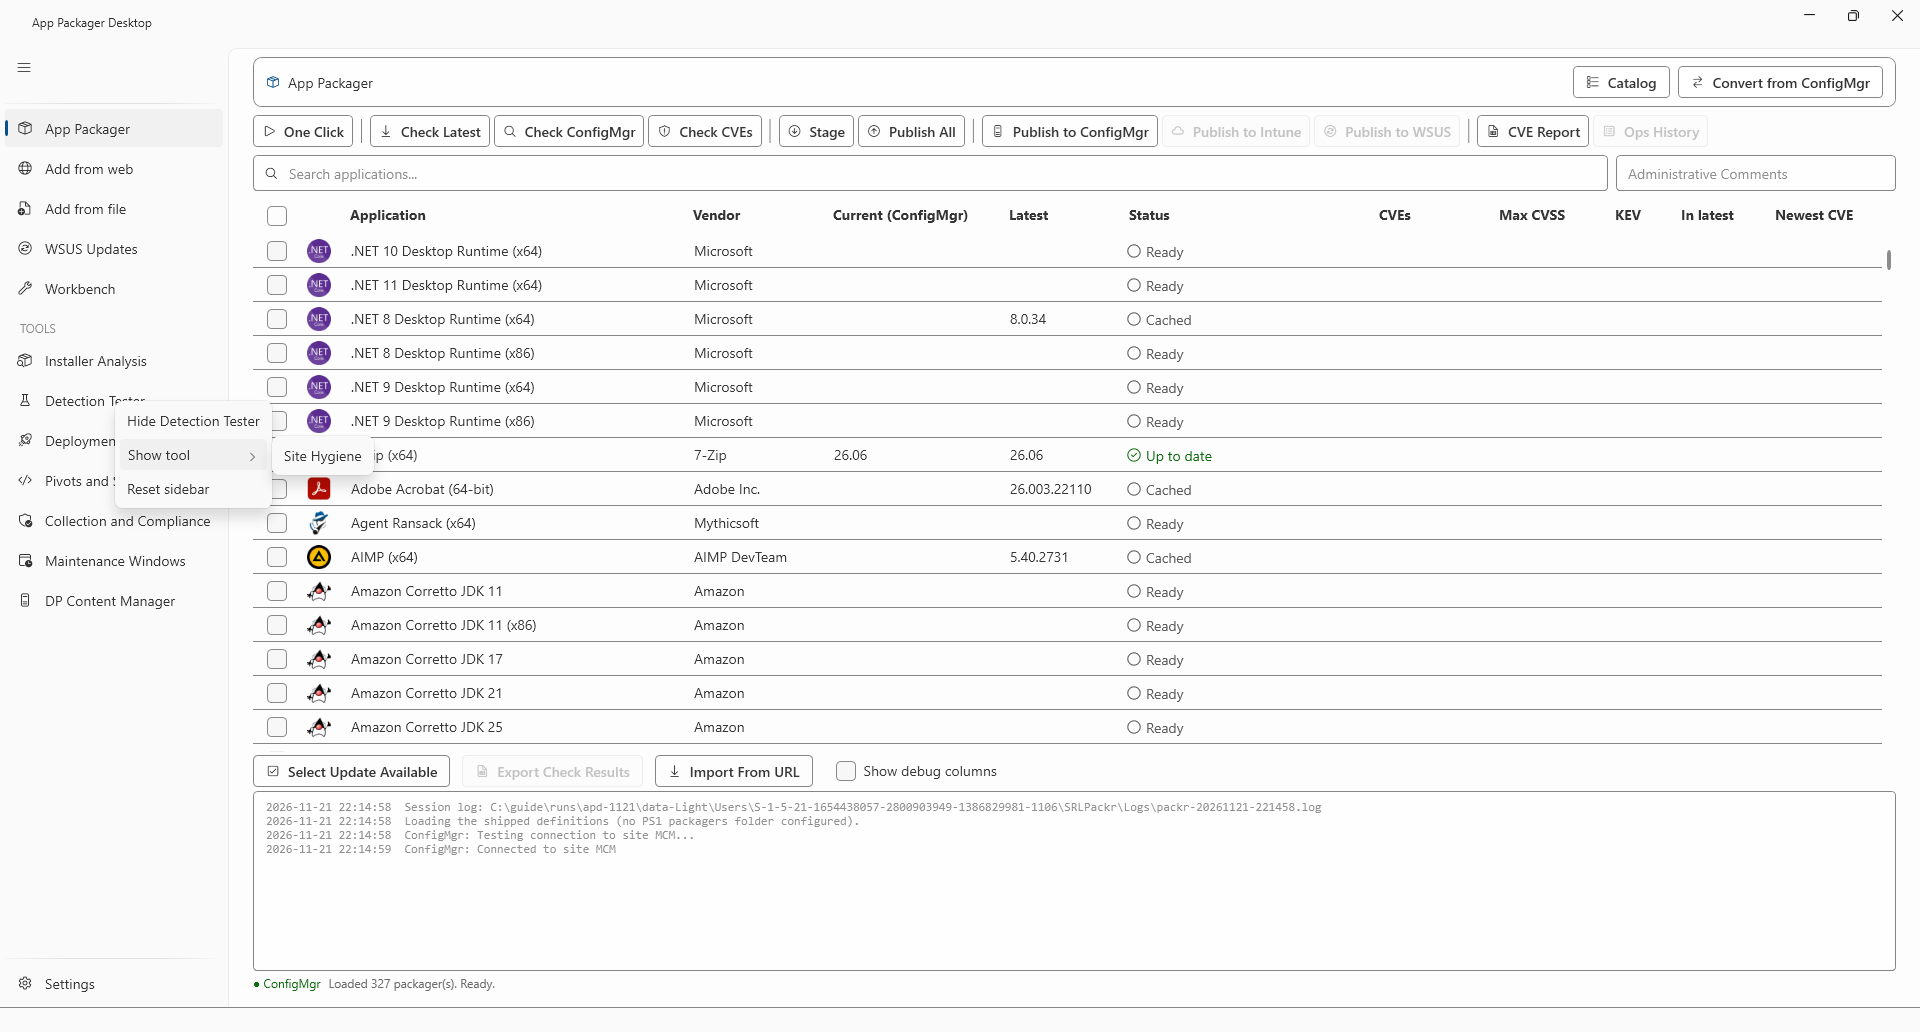 App Packager Desktop
App Packager
Add from web
Add from file
WSUS Updates
Workbench
TOOLS
Installer Analysis
Detection Tester
Deploymen
Pivots and
Collection and Compliance
Maintenance Windows
DP Content Manager
Settings
Hide Detection Tester
Show tool
Reset sidebar
Site Hygiene
App Packager
Catalog
Convert from ConfigMgr
One Click
Check Latest
Check ConfigMgr
Check CVEs
Stage
Publish All
Publish to ConfigMgr
Publish to Intune
Publish to WSUS
CVE Report
Ops History
Search applications...
Administrative Comments
Application Vendor Current (ConfigMgr) Latest Status CVEs Max CVSS KEV In latest Newest CVE
.NET 10 Desktop Runtime (x64) Microsoft Ready
.NET 11 Desktop Runtime (x64) Microsoft Ready
.NET 8 Desktop Runtime (x64) Microsoft 8.0.34 Cached
.NET 8 Desktop Runtime (x86) Microsoft Ready
.NET 9 Desktop Runtime (x64) Microsoft Ready
.NET 9 Desktop Runtime (x86) Microsoft Ready
ip (x64) 7-Zip 26.06 26.06 Up to date
Adobe Acrobat (64-bit) Adobe Inc. 26.003.22110 Cached
Agent Ransack (x64) Mythicsoft Ready
AIMP (x64) AIMP DevTeam 5.40.2731 Cached
Amazon Corretto JDK 11 Amazon Ready
Amazon Corretto JDK 11 (x86) Amazon Ready
Amazon Corretto JDK 17 Amazon Ready
Amazon Corretto JDK 21 Amazon Ready
Amazon Corretto JDK 25 Amazon Ready
Select Update Available
Export Check Results
Import From URL
Show debug columns
2026-11-21 22:14:58 Session log: C:\guide\runs\apd-1121\data-Light\Users\S-1-5-21-1654438057-2800903949-1386829981-1106\SRLPackr\Logs\packr-20261121-221458.log
2026-11-21 22:14:58 Loading the shipped definitions (no PS1 packagers folder configured).
2026-11-21 22:14:58 ConfigMgr: Testing connection to site MCM...
2026-11-21 22:14:59 ConfigMgr: Connected to site MCM
ConfigMgr Loaded 327 packager(s). Ready.